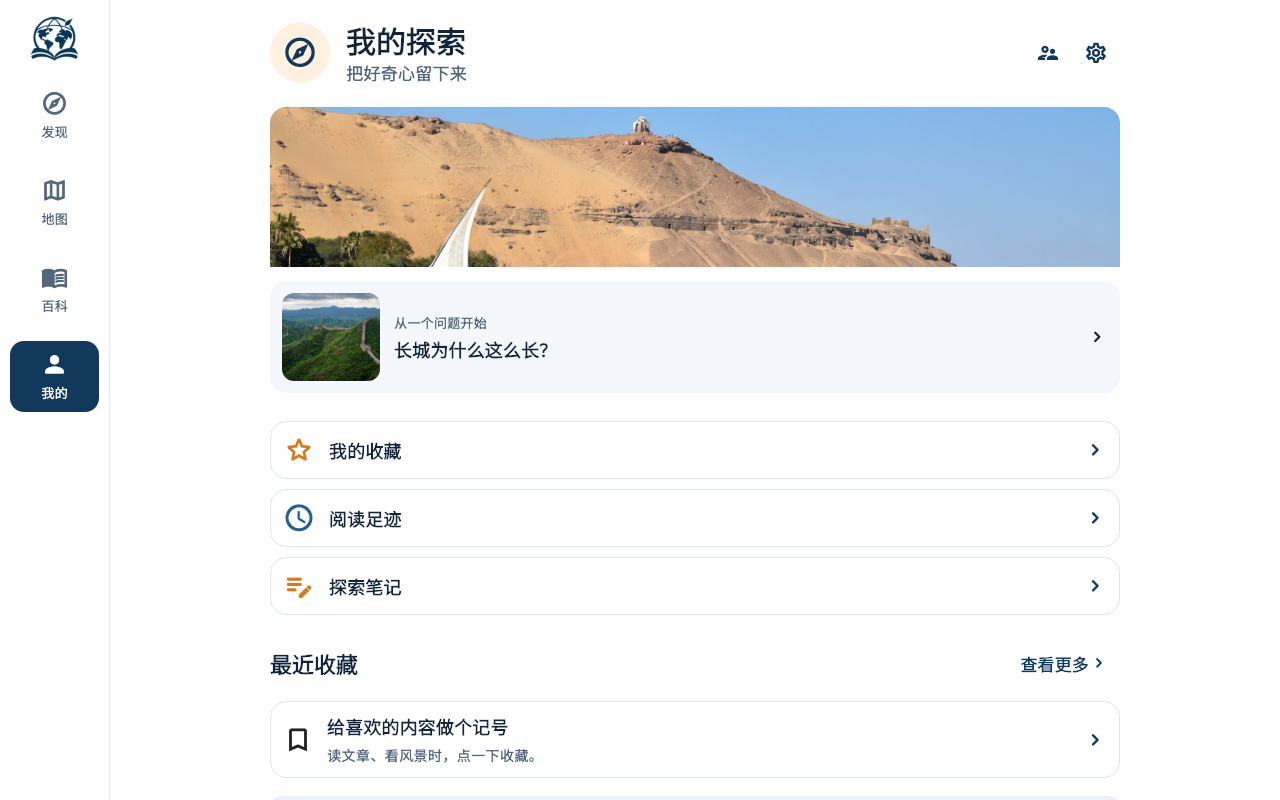 我的探索
把好奇心留下来
发现
地图
百科
我的
从一个问题开始
长城为什么这么长?
我的收藏
阅读足迹
探索笔记
最近收藏
查看更多
给喜欢的内容做个记号
读文章、看风景时，点一下收藏。